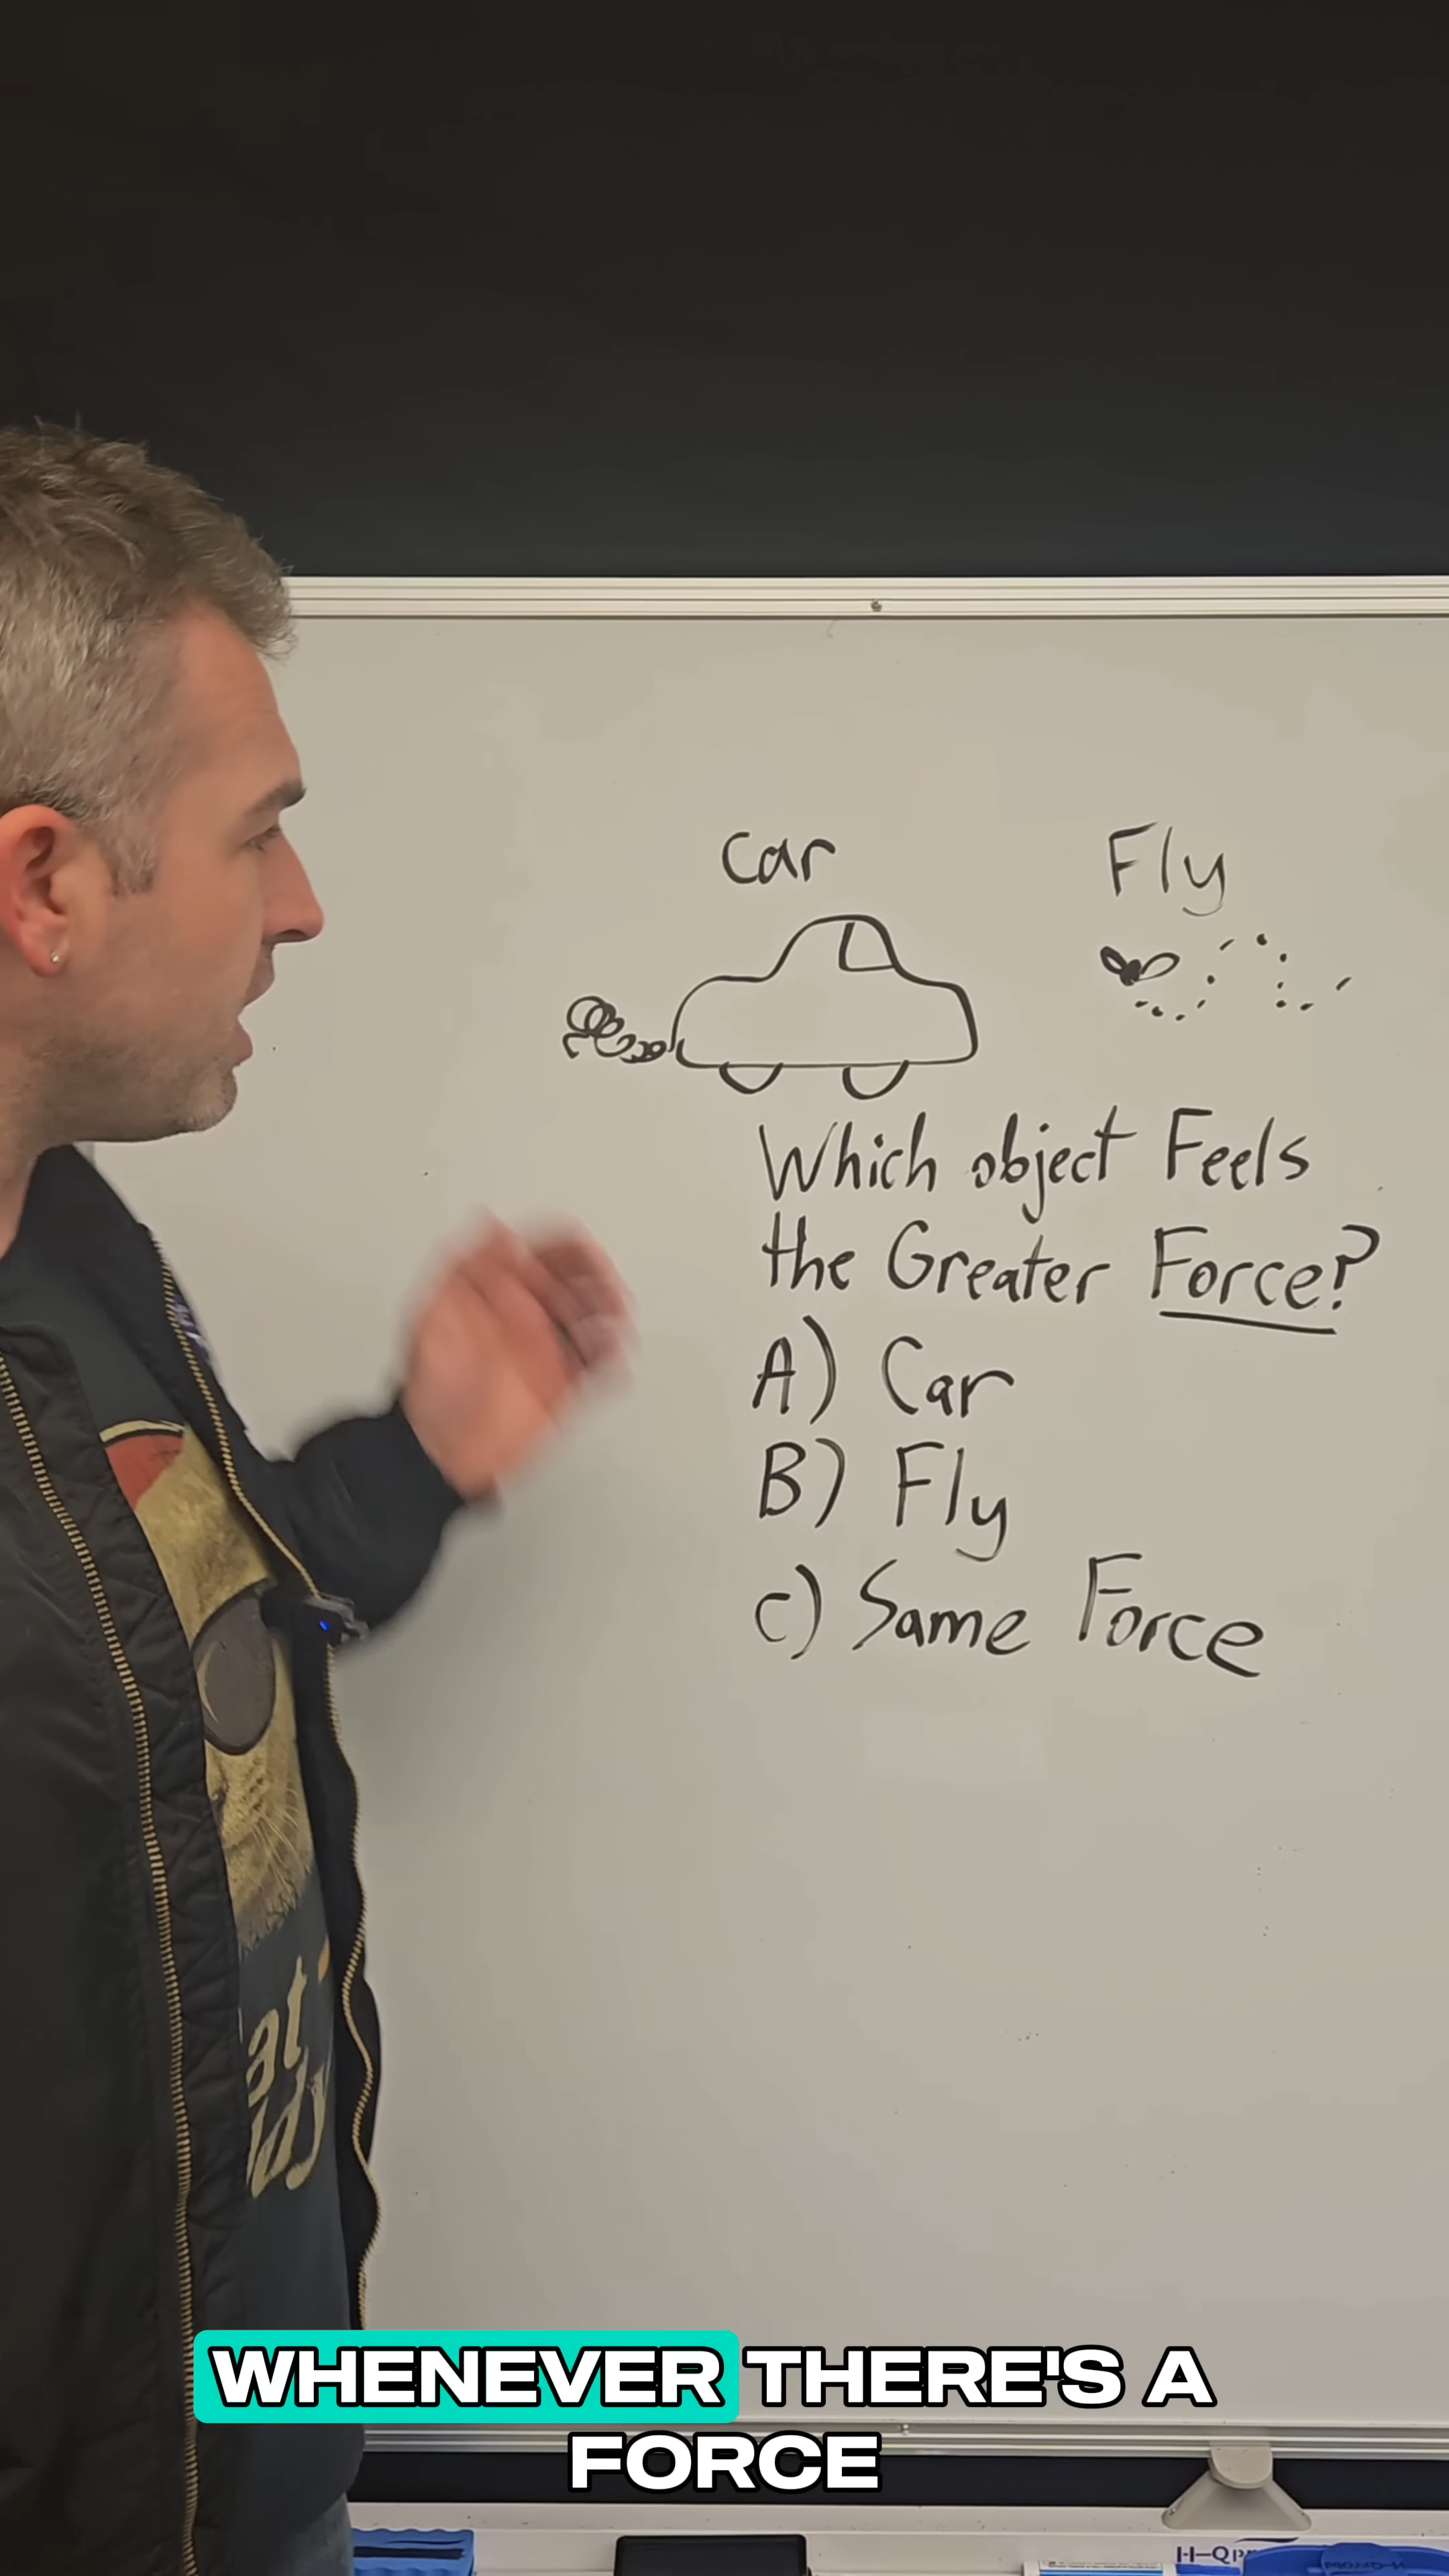 Car
Fly
Which object Feels
the Greater Force?
A) Car
B) Fly
C) Same Force
WHENEVER THERE'S A
FORCE